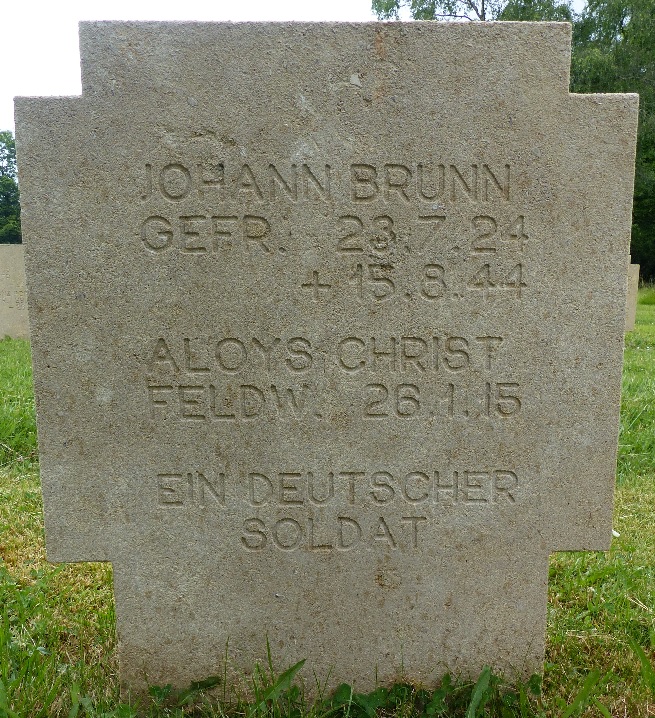 JOHANN BRUNN
GEFR. 23.7.24
+ 15.8.44
ALOYS CHRIST
FELDW. 26.1.15
EIN DEUTSCHER
SOLDAT